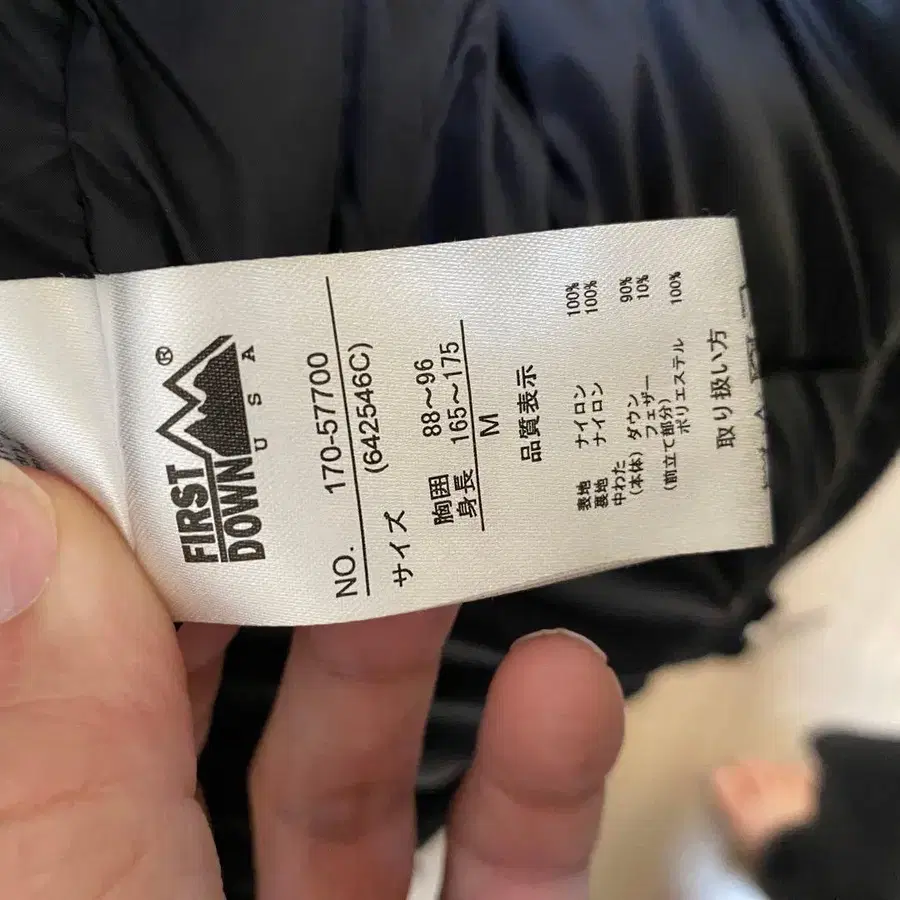 FIRST
DOWN®
USA
NO. 170-57700
(642546C)
サイズ
胸囲 88〜96
身長 165〜175
M
品質表示
表地 ナイロン 100%
裏地 ナイロン 100%
中わた
(本体) ダウン 90%
フェザー 10%
(前立て部分) ポリエステル 100%
取り扱い方